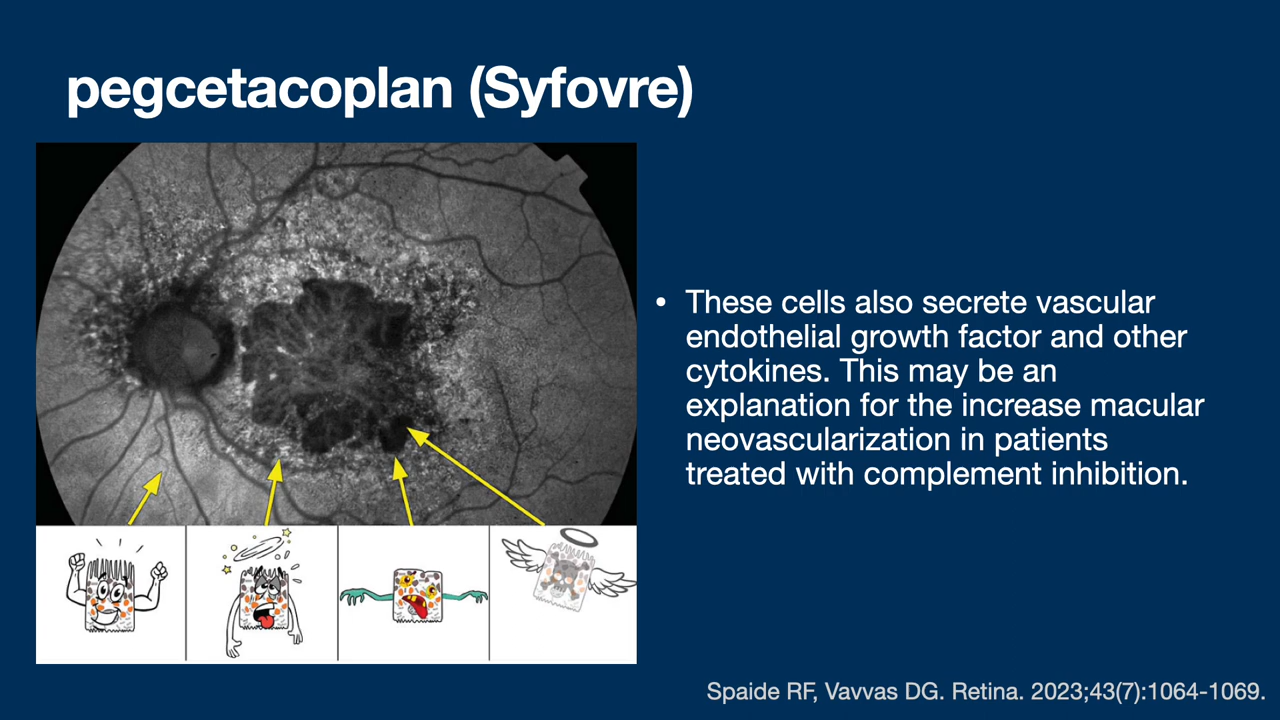 pegcetacoplan (Syfovre)
• These cells also secrete vascular
endothelial growth factor and other
cytokines. This may be an
explanation for the increase macular
neovascularization in patients
treated with complement inhibition.
Spaide RF, Vavvas DG. Retina. 2023;43(7):1064-1069.